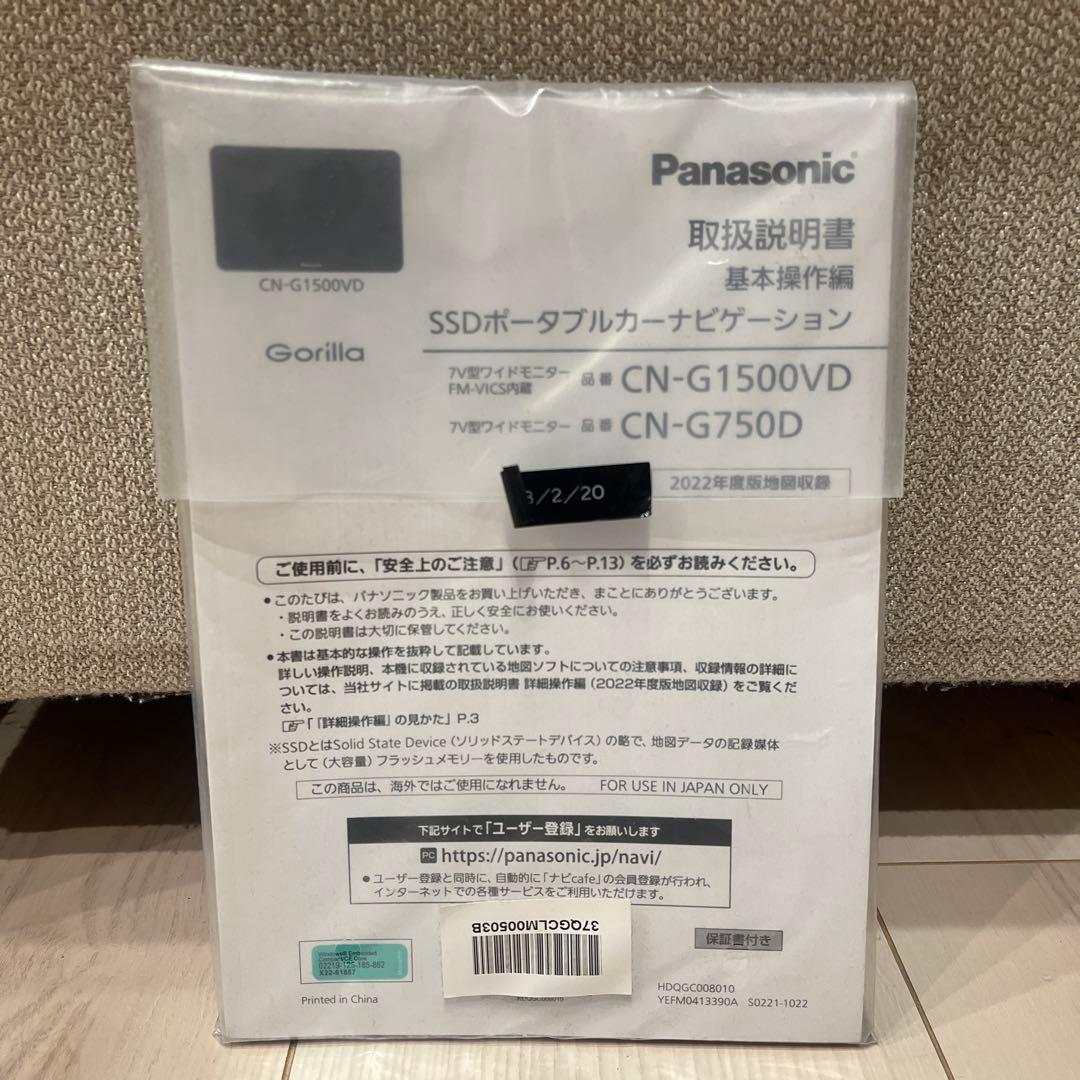 Panasonic
取扱説明書
基本操作編
SSDポータブルカーナビゲーション
CN-G1500VD
Gorilla
7V型ワイドモニター
FM-VICS内蔵
品番 CN-G1500VD
7V型ワイドモニター 品番 CN-G750D
3/2/20
2022年度版地図収録
ご使用前に、「安全上のご注意」(P.6〜P.13)を必ずお読みください。
●このたびは、パナソニック製品をお買い上げいただき、まことにありがとうございます。
・説明書をよくお読みのうえ、正しく安全にお使いください。
・この説明書は大切に保管してください。
●本書は基本的な操作を抜粋して記載しています。
詳しい操作説明、本機に収録されている地図ソフトについての注意事項、収録情報の詳細に
ついては、当社サイトに掲載の取扱説明書 詳細操作編(2022年度版地図収録)をご覧くだ
さい。
「「詳細操作編」の見かた」P.3
※SSDとはSolid State Device(ソリッドステートデバイス)の略で、地図データの記録媒体
として(大容量)フラッシュメモリーを使用したものです。
この商品は、海外ではご使用になれません。 FOR USE IN JAPAN ONLY
下記サイトで「ユーザー登録」をお願いします
PC https://panasonic.jp/navi/
●ユーザー登録と同時に、自動的に「ナビcafe」の会員登録が行われ、
インターネットでの各種サービスをご利用いただけます。
37QGCLM000503B
保証書付き
Windows® Embedded
02219-125-185-862
X22-61657
Printed in China
HDQGC008010
HDQGC008010
YEFM0413390A S0221-1022